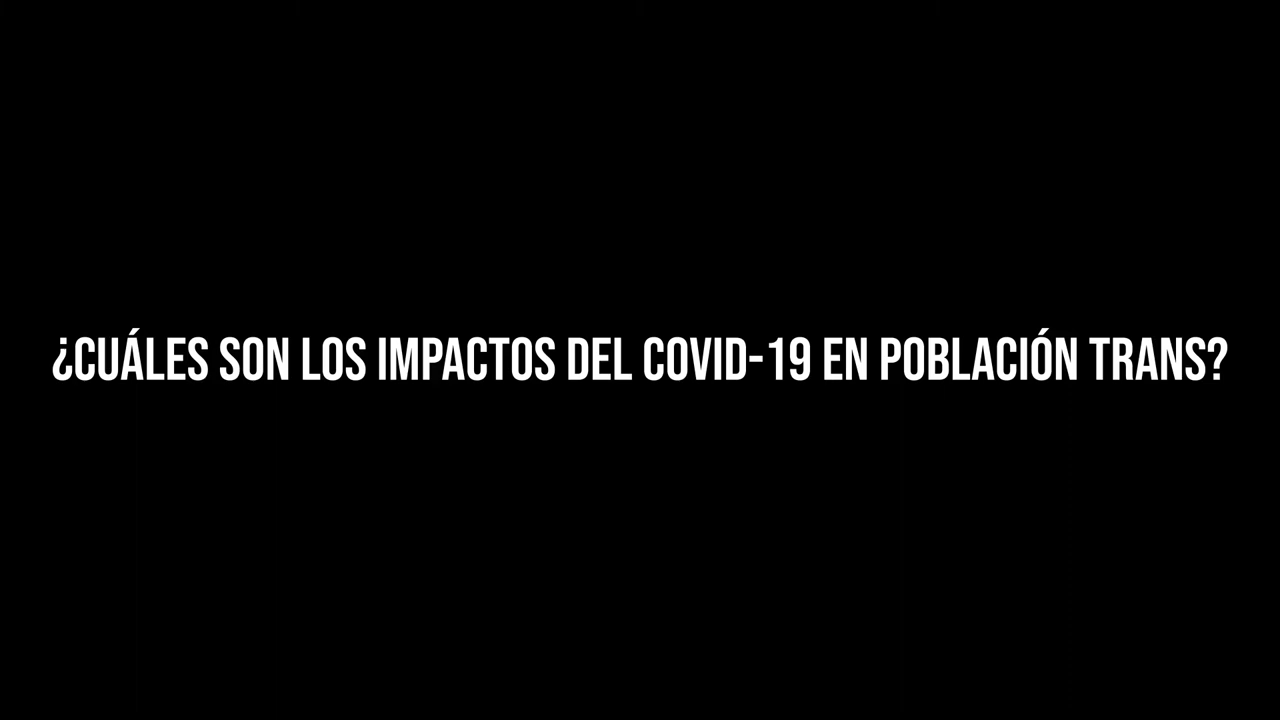 ¿CUÁLES SON LOS IMPACTOS DEL COVID-19 EN POBLACIÓN TRANS?